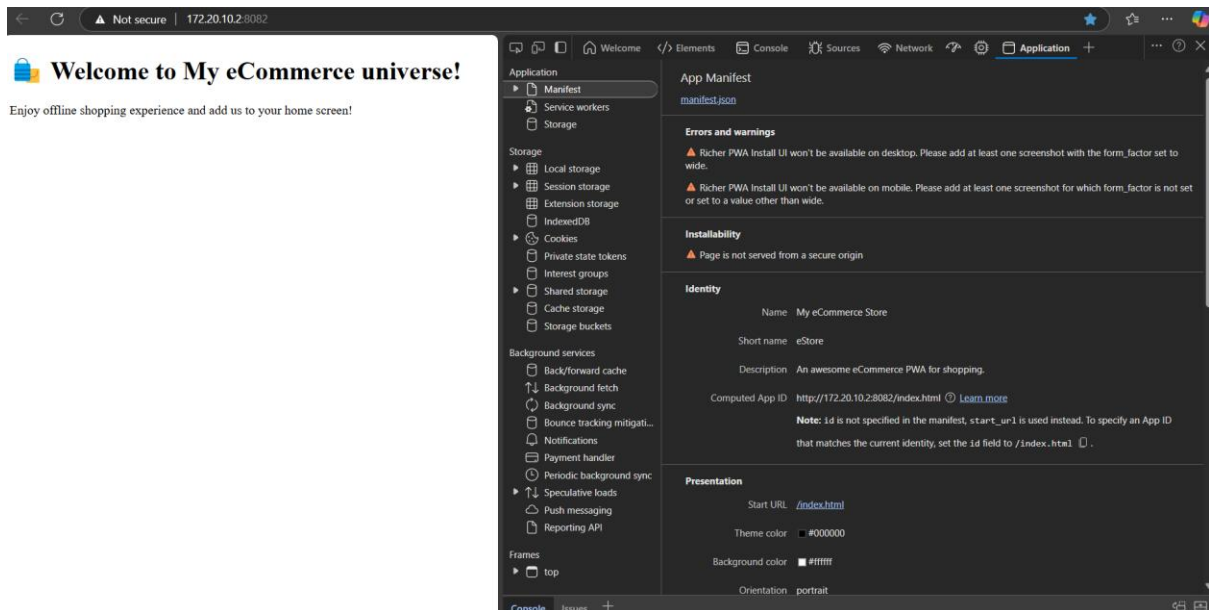 Not secure | 172.20.10.2:8082
Welcome to My eCommerce universe!
Enjoy offline shopping experience and add us to your home screen!
Welcome
Elements
Console
Sources
Network
Application
Application
Manifest
Service workers
Storage
Storage
Local storage
Session storage
Extension storage
IndexedDB
Cookies
Private state tokens
Interest groups
Shared storage
Cache storage
Storage buckets
Background services
Back/forward cache
Background fetch
Background sync
Bounce tracking mitigati...
Notifications
Payment handler
Periodic background sync
Speculative loads
Push messaging
Reporting API
Frames
top
App Manifest
manifest.json
Errors and warnings
Richer PWA Install UI won't be available on desktop. Please add at least one screenshot with the form_factor set to
wide.
Richer PWA Install UI won't be available on mobile. Please add at least one screenshot for which form_factor is not set
or set to a value other than wide.
Installability
Page is not served from a secure origin
Identity
Name My eCommerce Store
Short name eStore
Description An awesome eCommerce PWA for shopping.
Computed App ID http://172.20.10.2:8082/index.html Learn more
Note: id is not specified in the manifest, start_url is used instead. To specify an App ID
that matches the current identity, set the id field to /index.html .
Presentation
Start URL /index.html
Theme color #000000
Background color #ffffff
Orientation portrait
Console Issues